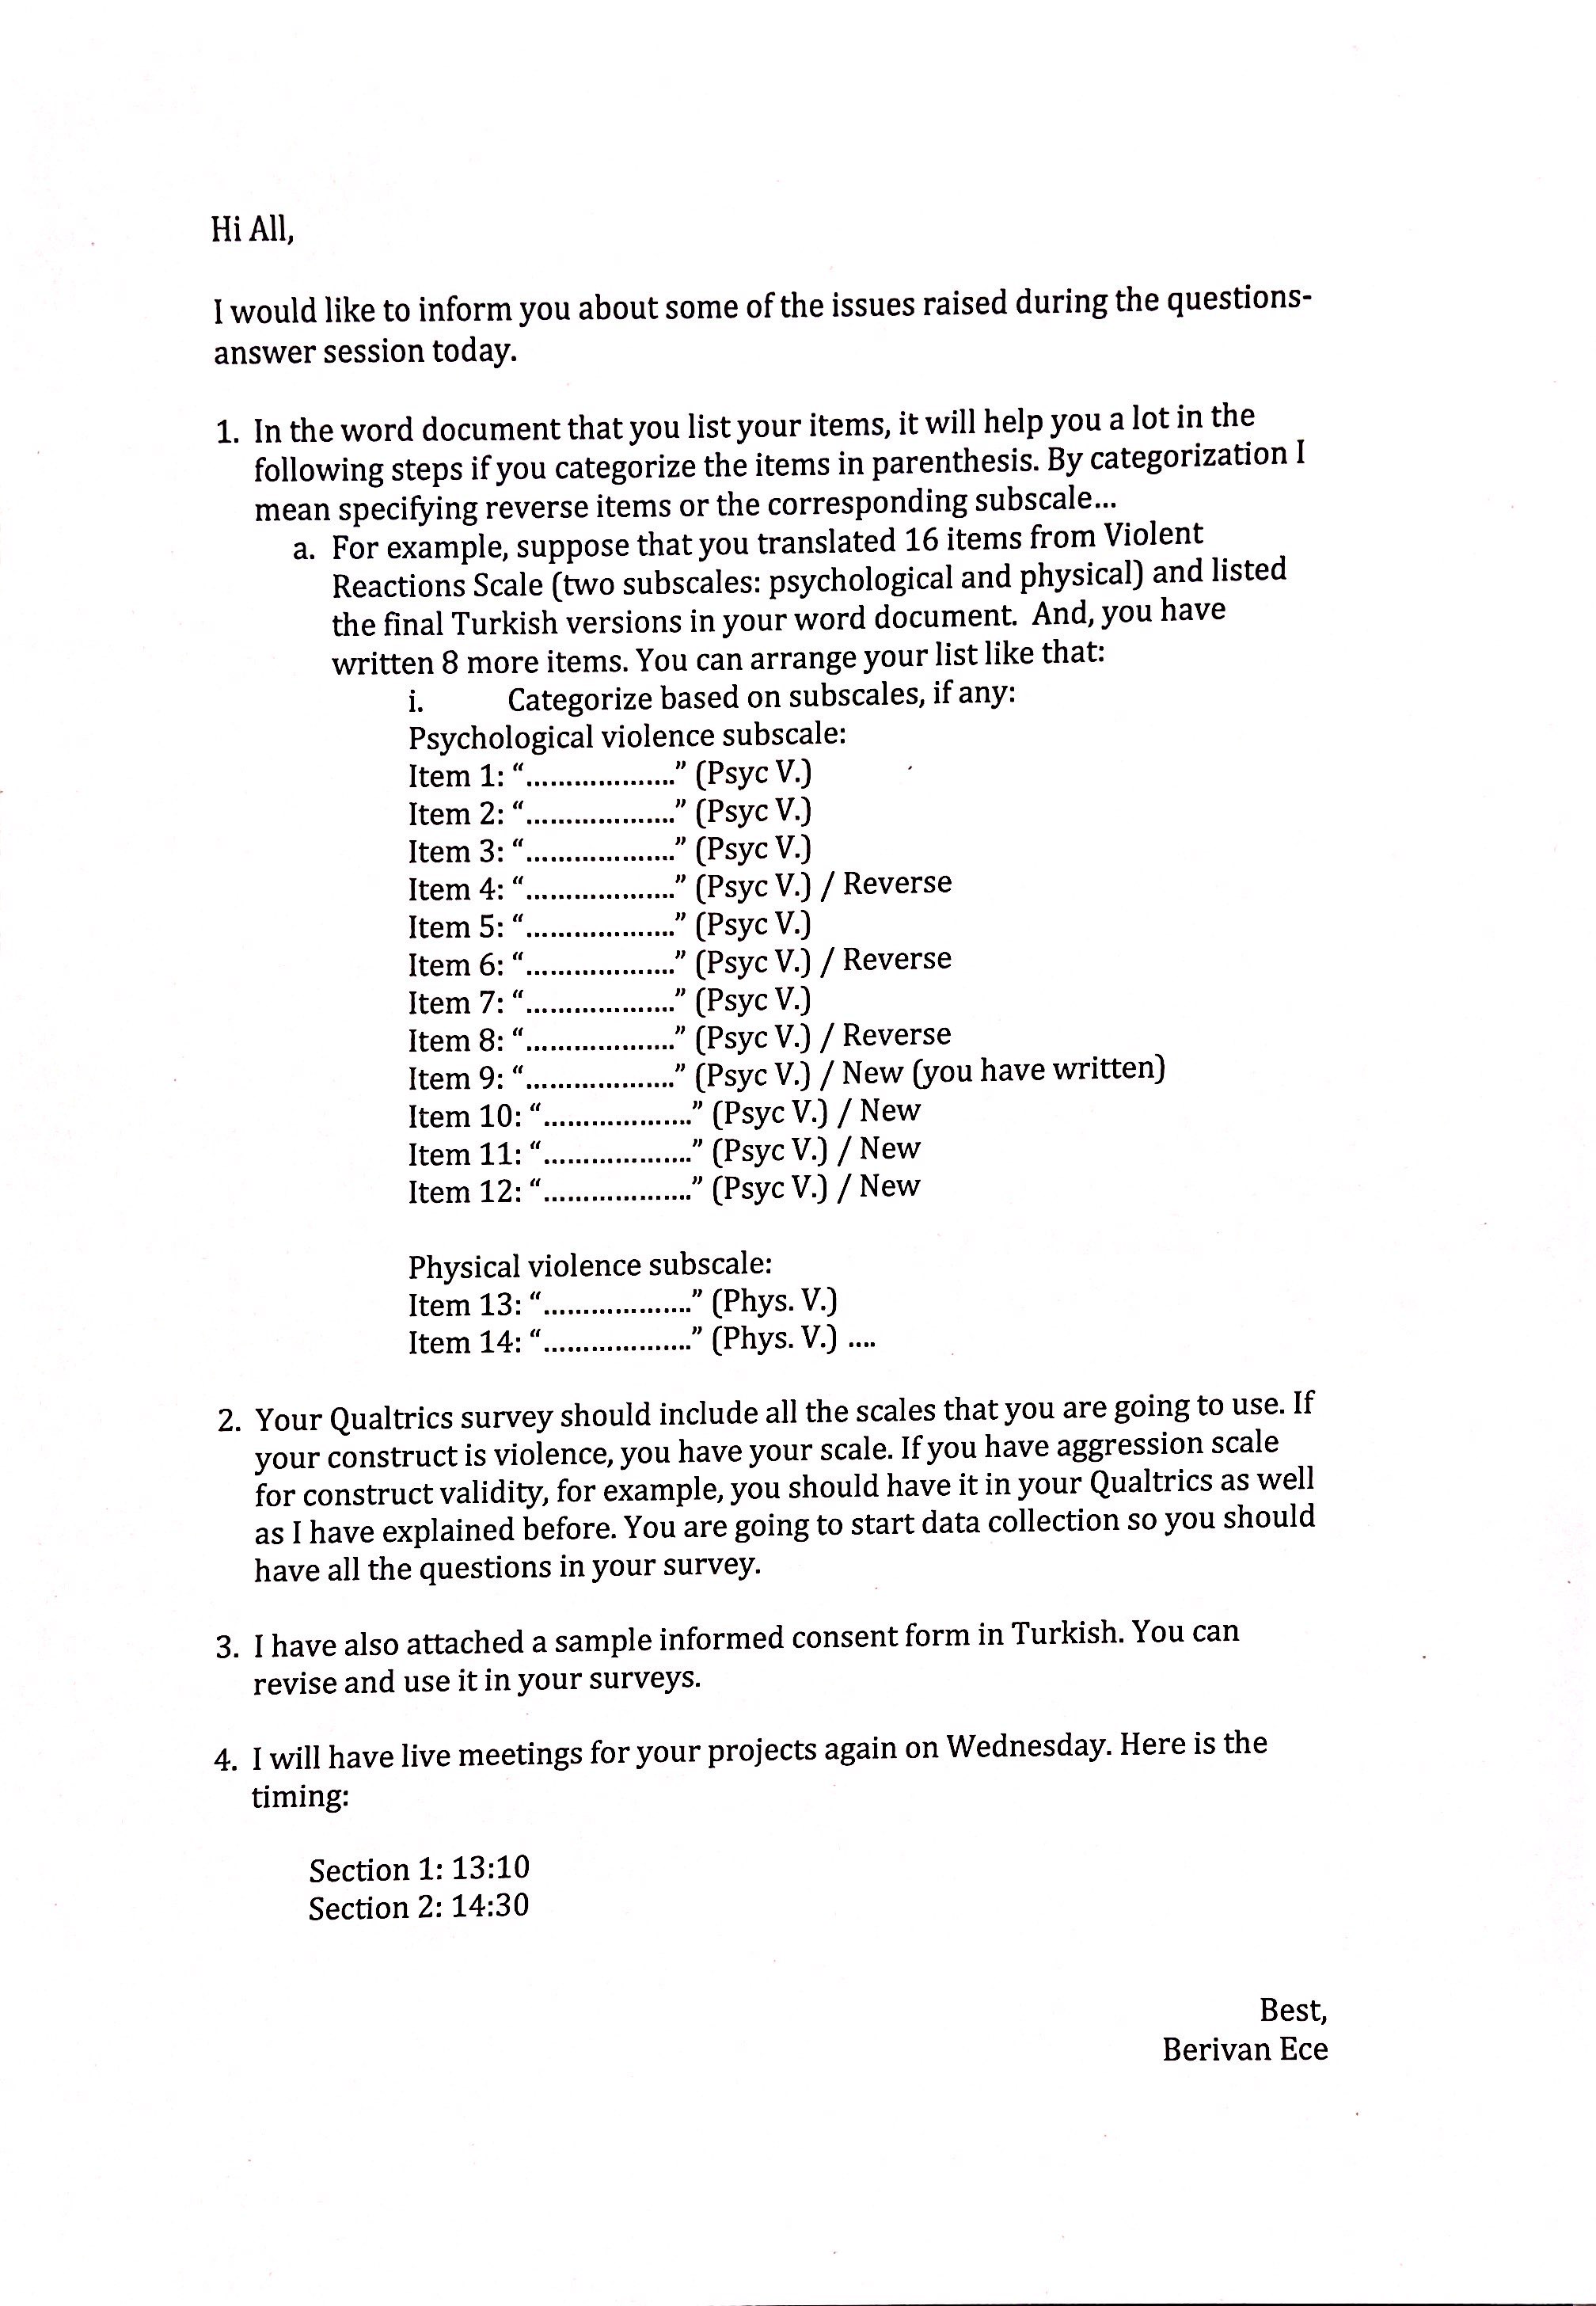 Hi All,
I would like to inform you about some of the issues raised during the questions-
answer session today.
1. In the word document that you list your items, it will help you a lot in the
following steps if you categorize the items in parenthesis. By categorization I
mean specifying reverse items or the corresponding subscale...
a. For example, suppose that you translated 16 items from Violent
Reactions Scale (two subscales: psychological and physical) and listed
the final Turkish versions in your word document. And, you have
written 8 more items. You can arrange your list like that:
i. Categorize based on subscales, if any:
Psychological violence subscale:
Item 1: “...................” (Psyc V.)
Item 2: “...................” (Psyc V.)
Item 3: “...................” (Psyc V.)
Item 4: “...................” (Psyc V.) / Reverse
Item 5: “...................” (Psyc V.)
Item 6: “...................” (Psyc V.) / Reverse
Item 7: “...................” (Psyc V.)
Item 8: “...................” (Psyc V.) / Reverse
Item 9: “...................” (Psyc V.) / New (you have written)
Item 10: “...................” (Psyc V.) / New
Item 11: “...................” (Psyc V.) / New
Item 12: “...................” (Psyc V.) / New
Physical violence subscale:
Item 13: “...................” (Phys. V.)
Item 14: “...................” (Phys. V.) ....
2. Your Qualtrics survey should include all the scales that you are going to use. If
your construct is violence, you have your scale. If you have aggression scale
for construct validity, for example, you should have it in your Qualtrics as well
as I have explained before. You are going to start data collection so you should
have all the questions in your survey.
3. I have also attached a sample informed consent form in Turkish. You can
revise and use it in your surveys.
4. I will have live meetings for your projects again on Wednesday. Here is the
timing:
Section 1: 13:10
Section 2: 14:30
Best,
Berivan Ece